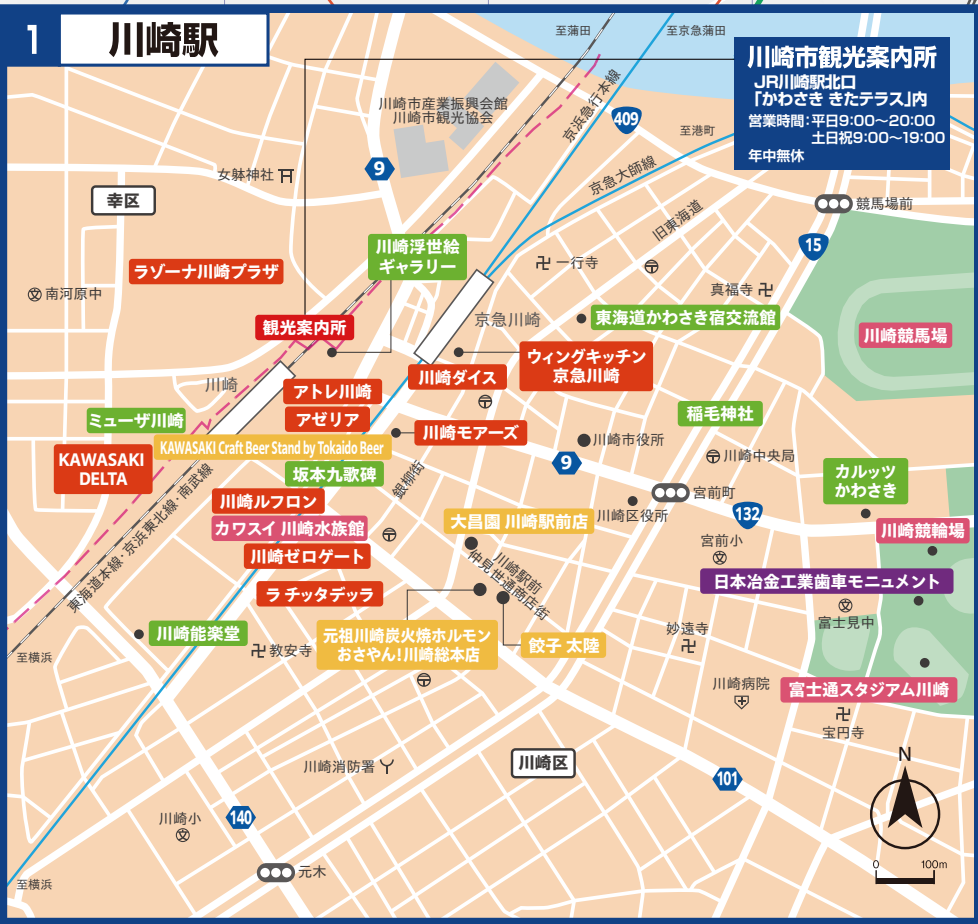 1
川崎駅
至蒲田
至京急蒲田
川崎市観光案内所
JR川崎駅北口
「かわさき きたテラス」内
営業時間：平日9:00〜20:00
土日祝9:00〜19:00
年中無休
川崎市産業振興会館
川崎市観光協会
京浜急行本線
409
至港町
9
京急大師線
女躰神社
幸区
競馬場前
旧東海道
15
川崎浮世絵
ギャラリー
一行寺
ラゾーナ川崎プラザ
南河原中
真福寺
観光案内所
京急川崎
東海道かわさき宿交流館
川崎競馬場
川崎
川崎ダイス
ウィングキッチン
京急川崎
アトレ川崎
アゼリア
ミューザ川崎
稲毛神社
川崎モアーズ
川崎市役所
KAWASAKI Craft Beer Stand by Tokaido Beer
KAWASAKI
DELTA
9
川崎中央局
坂本九歌碑
銀柳街
カルッツ
かわさき
宮前町
川崎ルフロン
川崎区役所
132
大昌園 川崎駅前店
カワスイ 川崎水族館
川崎競輪場
宮前小
川崎ゼロゲート
東海道本線・京浜東北線・南武線
川崎駅前
仲見世通商店街
日本冶金工業歯車モニュメント
ラ チッタデッラ
富士見中
川崎能楽堂
元祖川崎炭火焼ホルモン
おさやん!川崎総本店
餃子 太陸
妙遠寺
教安寺
至横浜
川崎病院
富士通スタジアム川崎
宝円寺
川崎消防署
川崎区
N
101
140
川崎小
元木
0
100m
至横浜